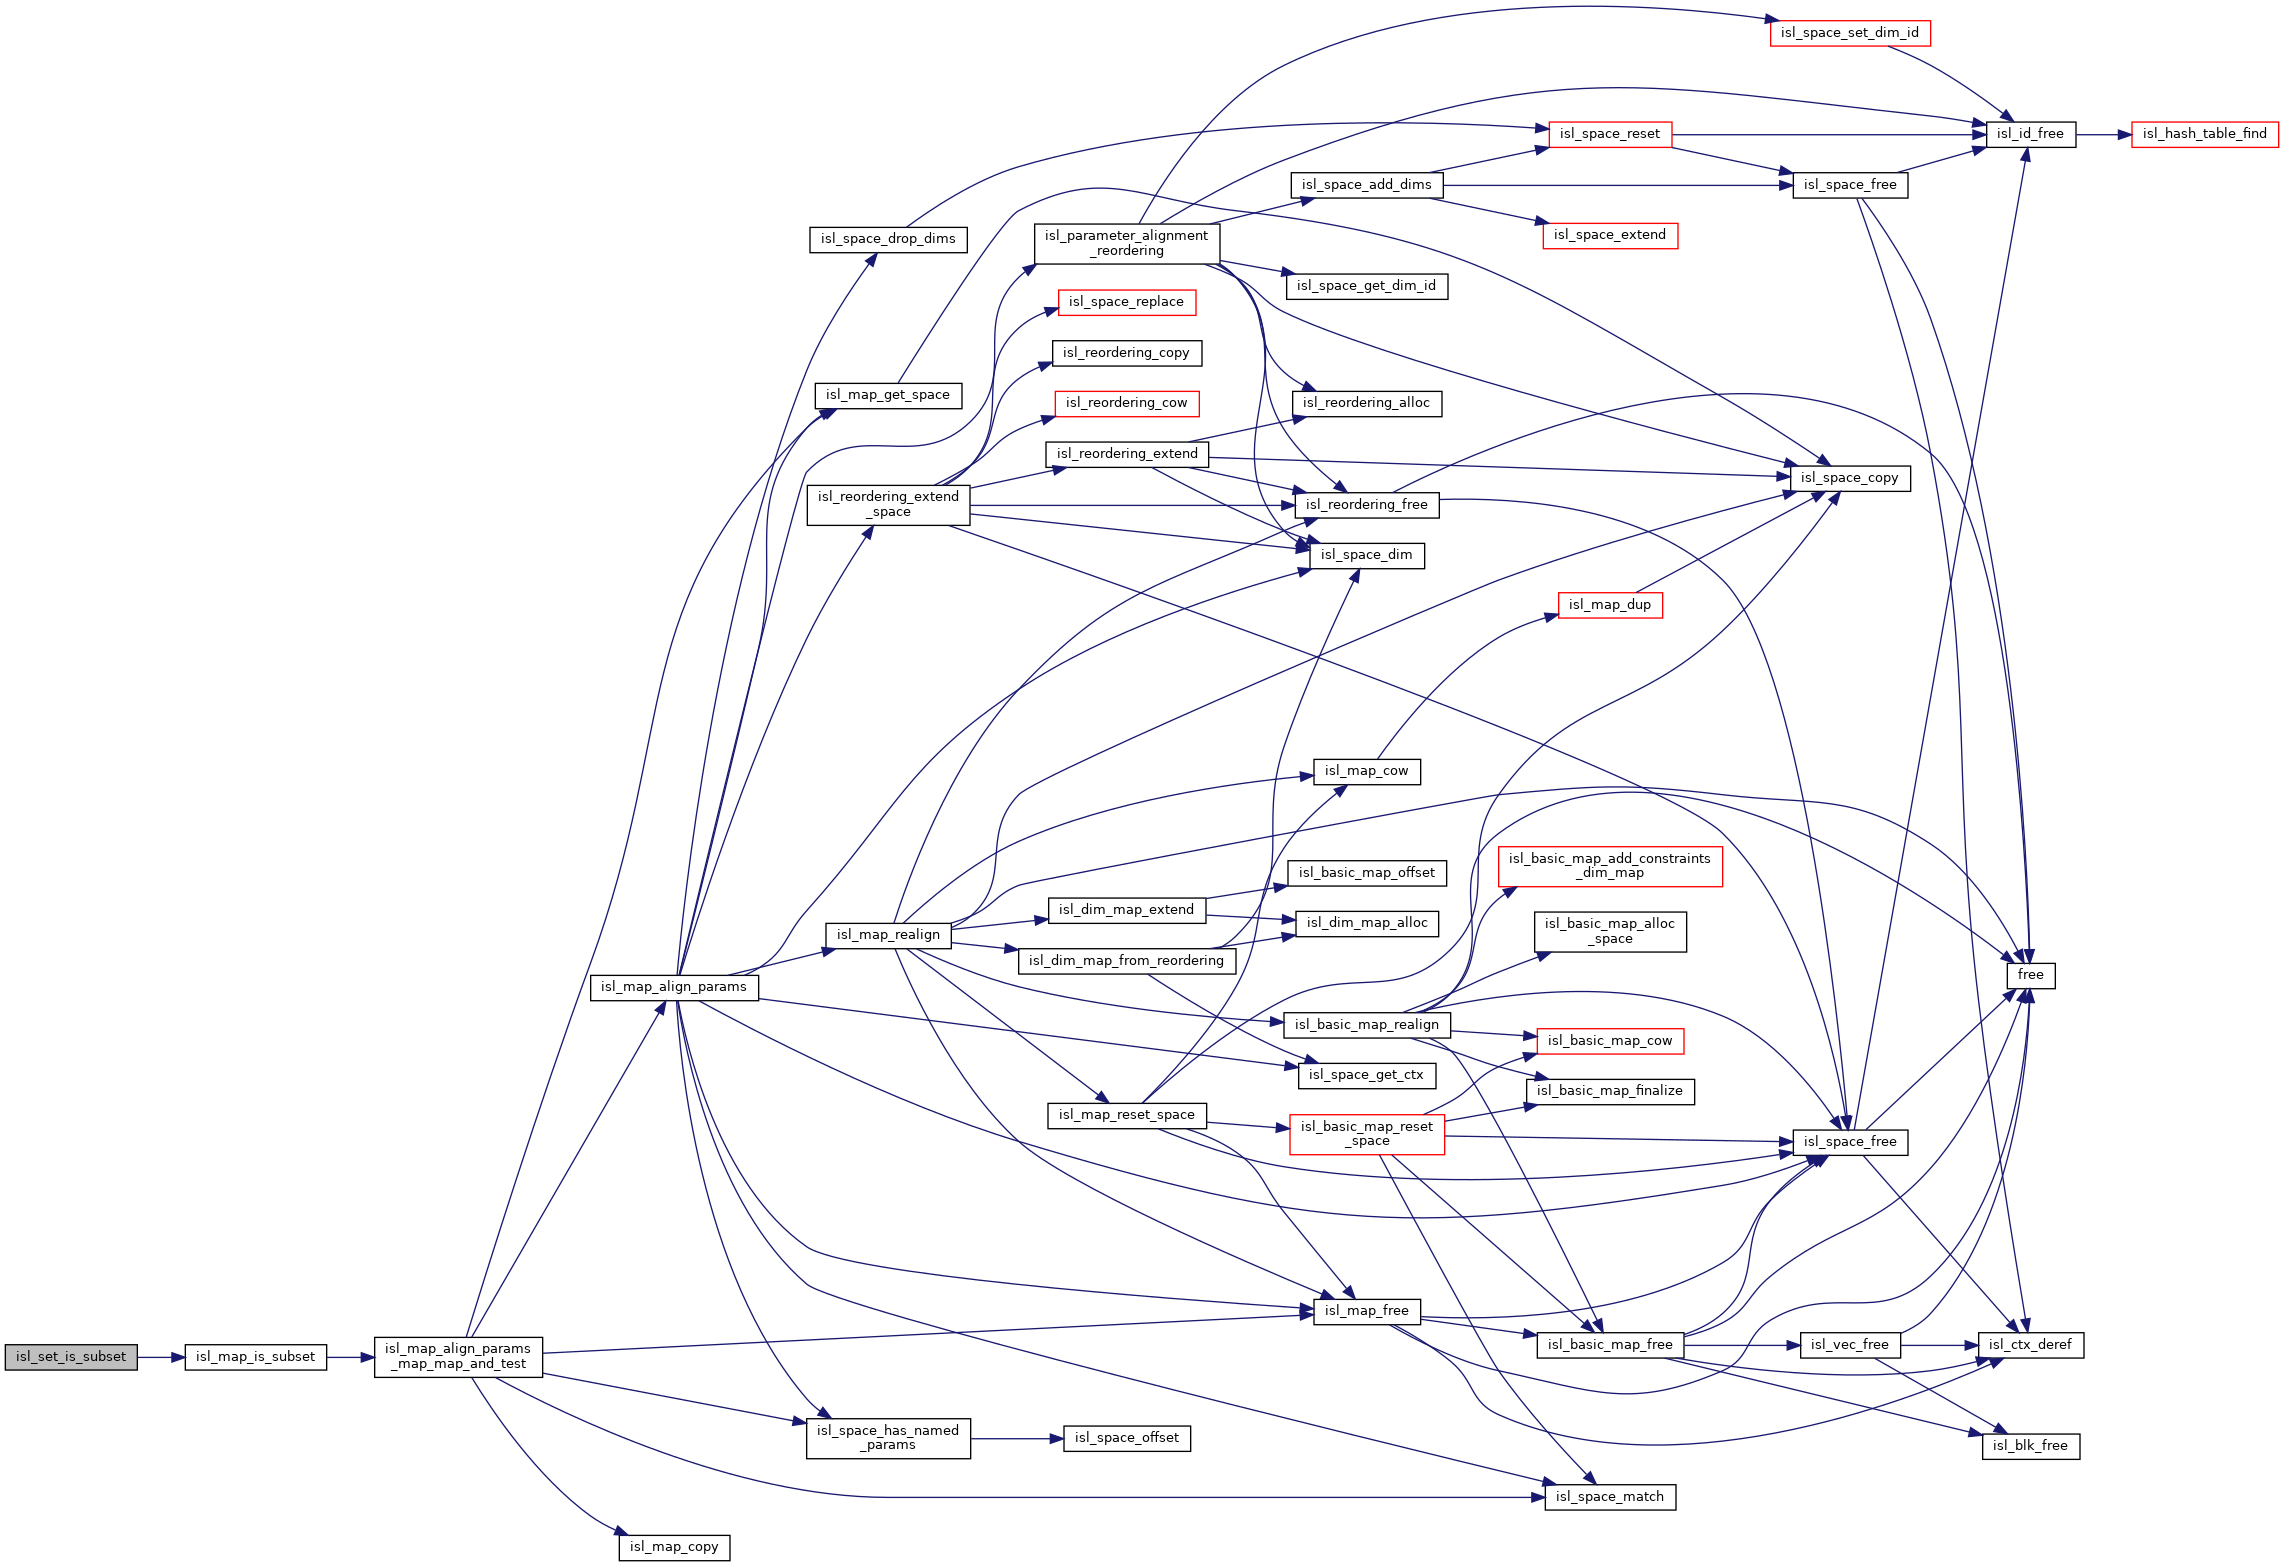 isl_space_set_dim_id
isl_space_reset
isl_id_free
isl_hash_table_find
isl_space_add_dims
isl_space_free
isl_space_drop_dims
isl_parameter_alignment
_reordering
isl_space_extend
isl_space_get_dim_id
isl_space_replace
isl_reordering_copy
isl_map_get_space
isl_reordering_cow
isl_reordering_alloc
isl_reordering_extend
isl_space_copy
isl_reordering_extend
_space
isl_reordering_free
isl_space_dim
isl_map_dup
isl_map_cow
isl_basic_map_add_constraints
_dim_map
isl_basic_map_offset
isl_dim_map_extend
isl_dim_map_alloc
isl_basic_map_alloc
_space
isl_map_realign
isl_dim_map_from_reordering
free
isl_map_align_params
isl_basic_map_realign
isl_basic_map_cow
isl_space_get_ctx
isl_basic_map_finalize
isl_map_reset_space
isl_basic_map_reset
_space
isl_space_free
isl_map_free
isl_set_is_subset
isl_map_is_subset
isl_map_align_params
_map_map_and_test
isl_basic_map_free
isl_vec_free
isl_ctx_deref
isl_space_has_named
_params
isl_space_offset
isl_blk_free
isl_space_match
isl_map_copy